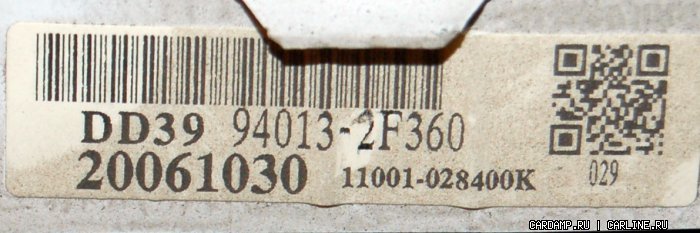 DD39 94013-2F360
20061030 11001-028400K
029
CARDAMP.RU | CARLINE.RU